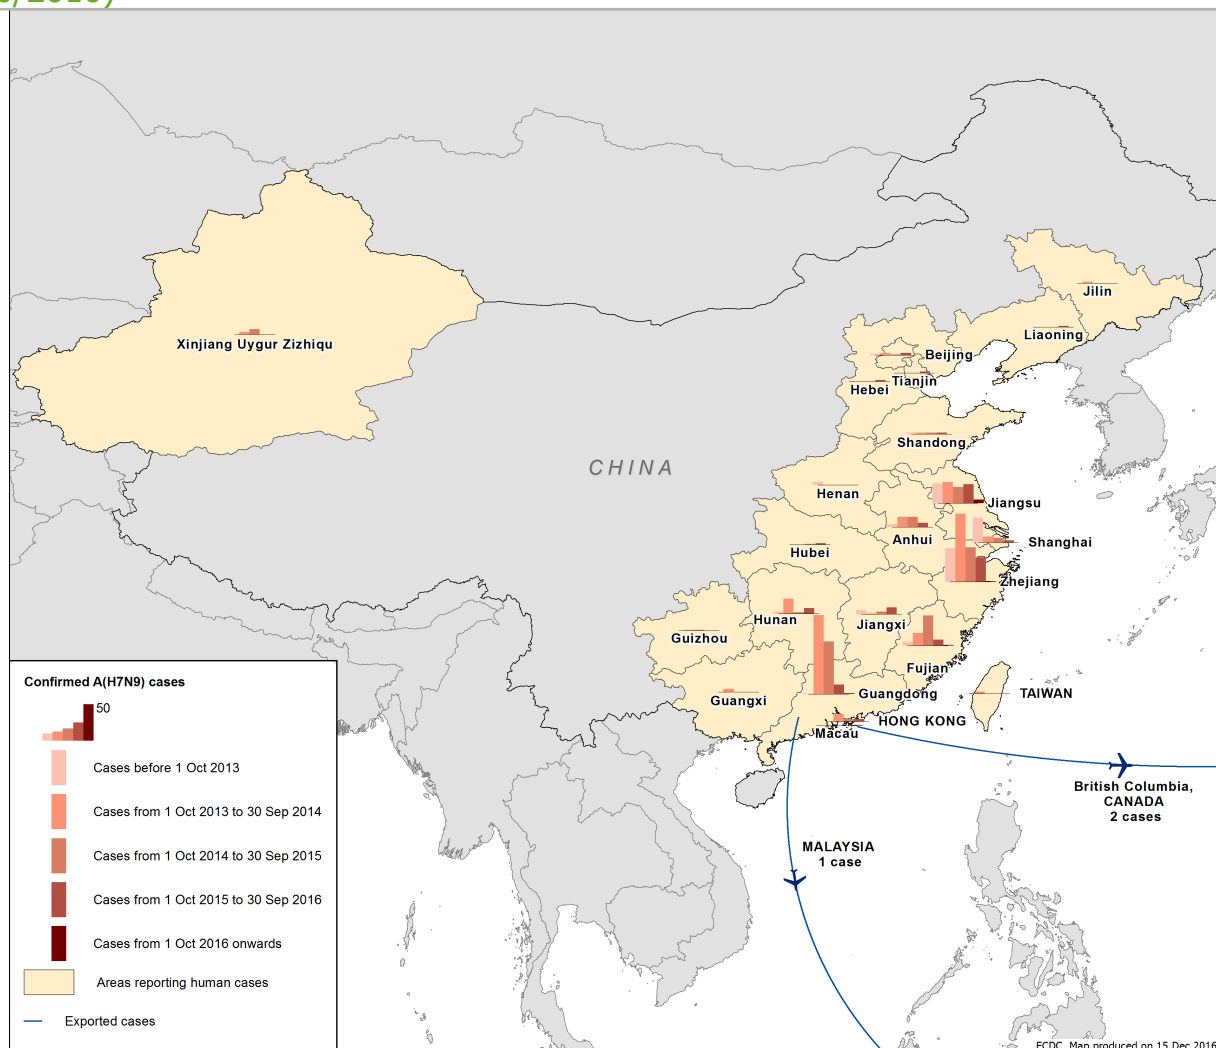 Jilin
Liaoning
Xinjiang Uygur Zizhiqu
Beijing
Tianjin
Hebei
Shandong
CHINA
Henan
Jiangsu
Anhui
Shanghai
Hubei
Zhejiang
Hunan
Jiangxi
Guizhou
Fujian
Guangxi
Guangdong
TAIWAN
HONG KONG
Macau
British Columbia,
CANADA
2 cases
MALAYSIA
1 case
Confirmed A(H7N9) cases
50
Cases before 1 Oct 2013
Cases from 1 Oct 2013 to 30 Sep 2014
Cases from 1 Oct 2014 to 30 Sep 2015
Cases from 1 Oct 2015 to 30 Sep 2016
Cases from 1 Oct 2016 onwards
Areas reporting human cases
Exported cases
ECDC. Map produced on 15 Dec 2016